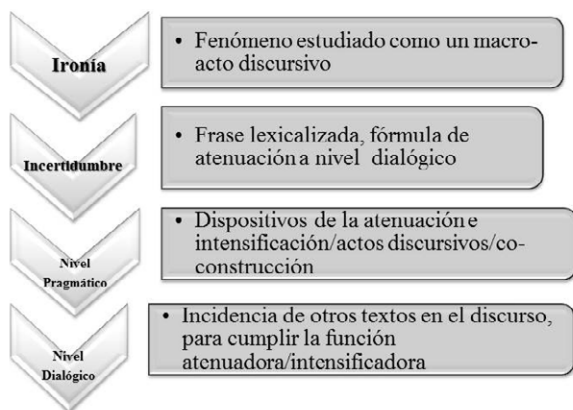 Ironía
• Fenómeno estudiado como un macro-
acto discursivo
Incertidumbre
• Frase lexicalizada, fórmula de
atenuación a nivel dialógico
Nivel
Pragmático
• Dispositivos de la atenuación e
intensificación/actos discursivos/co-
construcción
Nivel
Dialógico
• Incidencia de otros textos en el discurso,
para cumplir la función
atenuadora/intensificadora